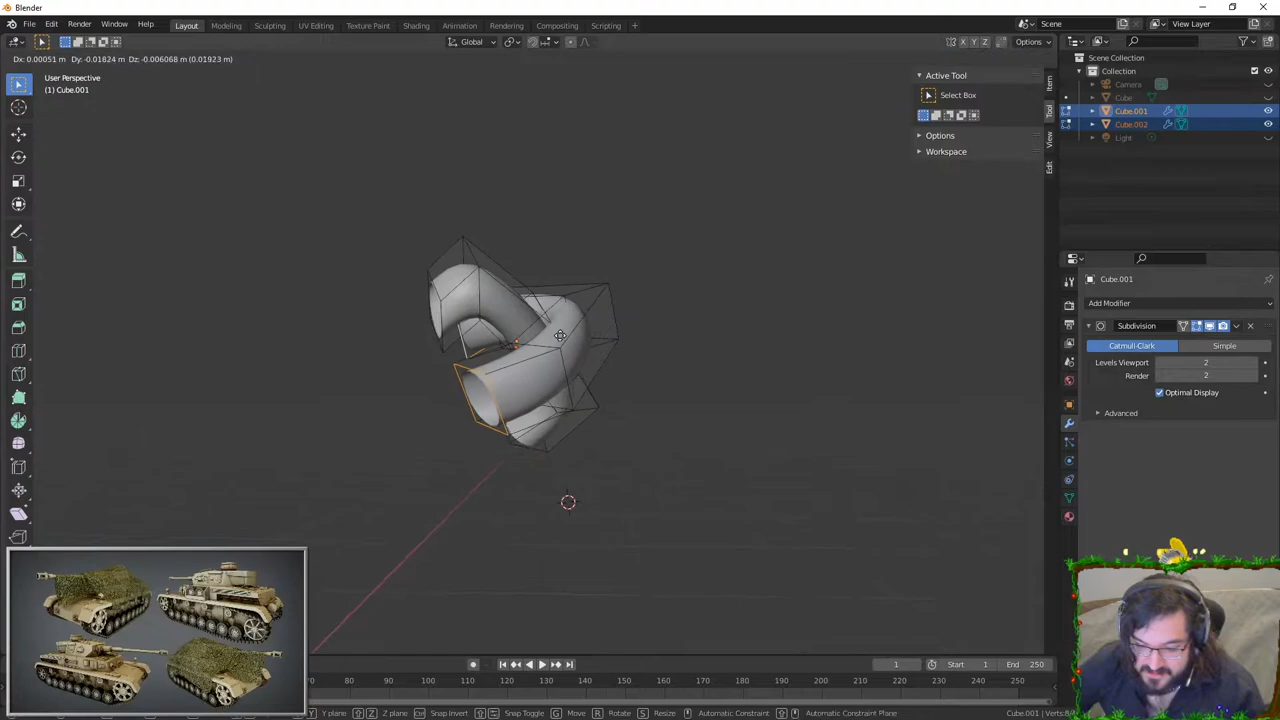 Blender
File Edit Render Window Help Layout Modeling Sculpting UV Editing Texture Paint Shading Animation Rendering Compositing Scripting + Scene View Layer
Global X Y Z Options
Dx: 0.00051 m Dy: -0.01824 m Dz: -0.006068 m (0.01923 m)
User Perspective
(1) Cube.001
Active Tool
Select Box
Options
Workspace
Item
Tool
View
Edit
Scene Collection
Collection
Camera
Cube
Cube.001
Cube.002
Light
Cube.001
Add Modifier
Subdivision
Catmull-Clark Simple
Levels Viewport 2
Render 2
Optimal Display
Advanced
1 Start 1 End 250
70 80 90 100 110 120 130 140 150 160 170 180 190 200 210 220 230 240 250
Y plane Z Z plane Snap Invert Snap Toggle G Move R Rotate S Resize Automatic Constraint Automatic Constraint Plane